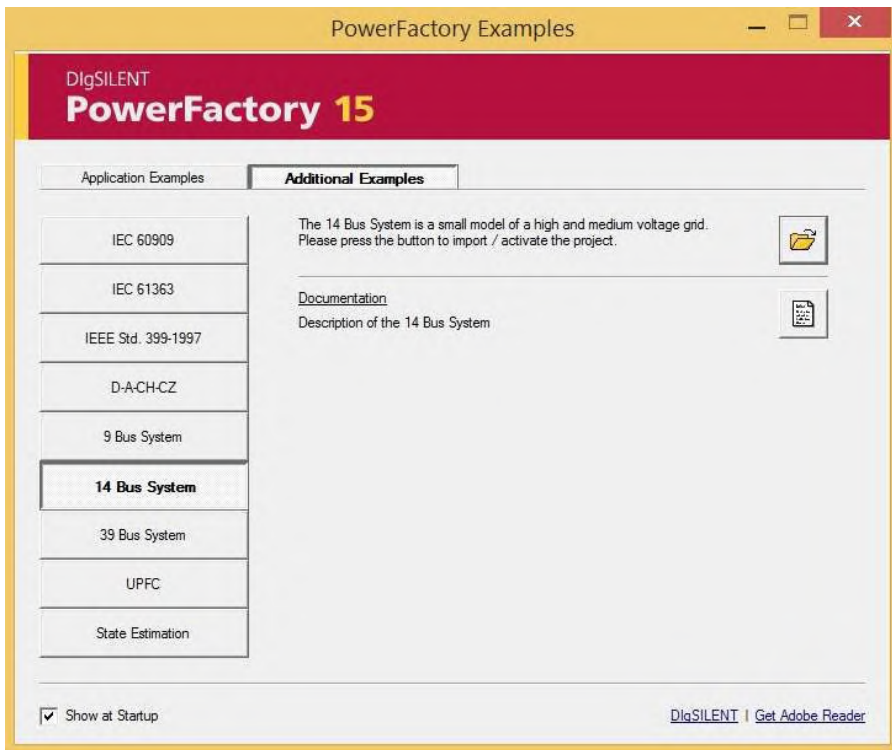 PowerFactory Examples
DIgSILENT
PowerFactory 15
Application Examples
Additional Examples
IEC 60909
IEC 61363
IEEE Std. 399-1997
D-A-CH-CZ
9 Bus System
14 Bus System
39 Bus System
UPFC
State Estimation
The 14 Bus System is a small model of a high and medium voltage grid.
Please press the button to import / activate the project.
Documentation
Description of the 14 Bus System
Show at Startup
DIgSILENT | Get Adobe Reader